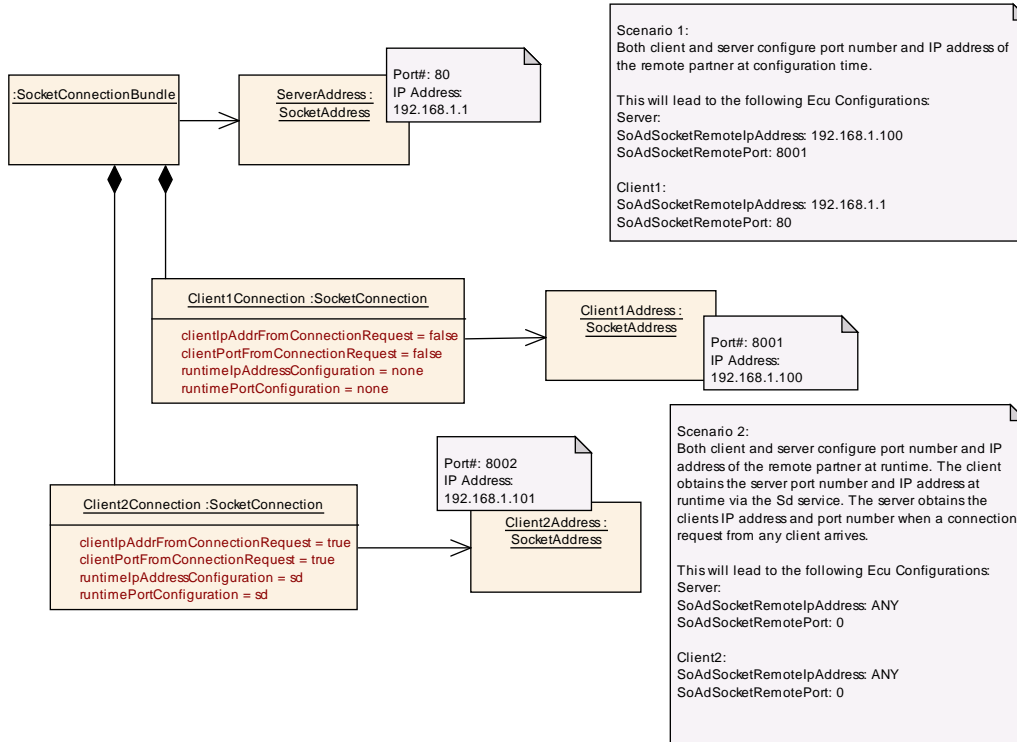 :SocketConnectionBundle
ServerAddress :
SocketAddress
Port#: 80
IP Address:
192.168.1.1
Scenario 1:
Both client and server configure port number and IP address of
the remote partner at configuration time.
This will lead to the following Ecu Configurations:
Server:
SoAdSocketRemoteIpAddress: 192.168.1.100
SoAdSocketRemotePort: 8001
Client1:
SoAdSocketRemoteIpAddress: 192.168.1.1
SoAdSocketRemotePort: 80
Client1Connection :SocketConnection
clientIpAddrFromConnectionRequest = false
clientPortFromConnectionRequest = false
runtimeIpAddressConfiguration = none
runtimePortConfiguration = none
Client1Address :
SocketAddress
Port#: 8001
IP Address:
192.168.1.100
Client2Connection :SocketConnection
clientIpAddrFromConnectionRequest = true
clientPortFromConnectionRequest = true
runtimeIpAddressConfiguration = sd
runtimePortConfiguration = sd
Port#: 8002
IP Address:
192.168.1.101
Client2Address :
SocketAddress
Scenario 2:
Both client and server configure port number and IP
address of the remote partner at runtime. The client
obtains the server port number and IP address at
runtime via the Sd service. The server obtains the
clients IP address and port number when a connection
request from any client arrives.
This will lead to the following Ecu Configurations:
Server:
SoAdSocketRemoteIpAddress: ANY
SoAdSocketRemotePort: 0
Client2:
SoAdSocketRemoteIpAddress: ANY
SoAdSocketRemotePort: 0